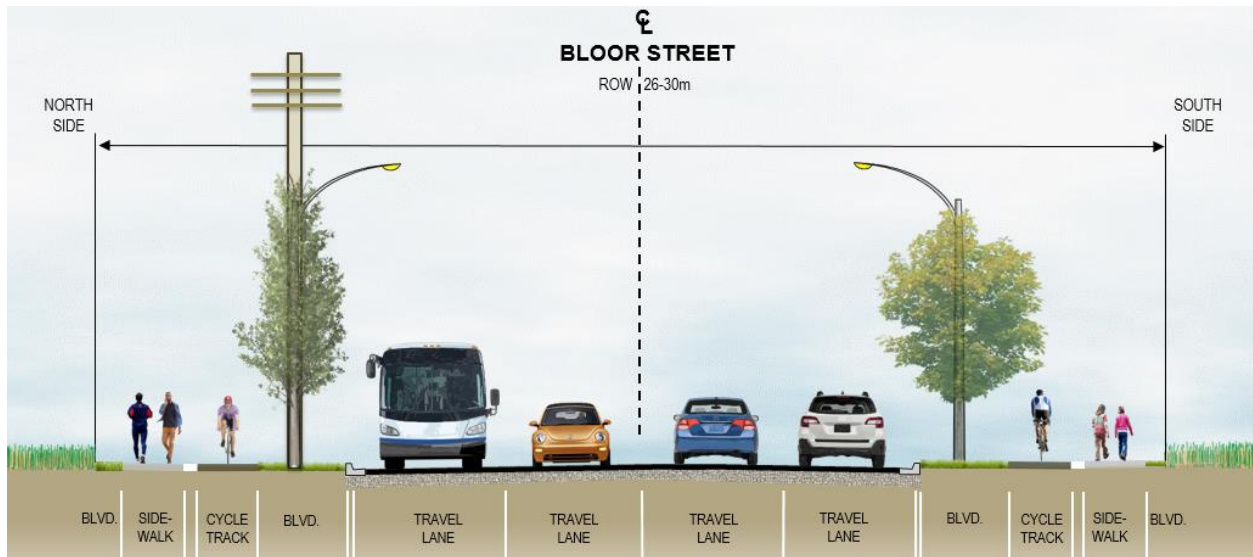 ℄
BLOOR STREET
ROW 26-30m
NORTH
SIDE
SOUTH
SIDE
BLVD.
SIDE-
WALK
CYCLE
TRACK
BLVD.
TRAVEL
LANE
TRAVEL
LANE
TRAVEL
LANE
TRAVEL
LANE
BLVD.
CYCLE
TRACK
SIDE-
WALK
BLVD.